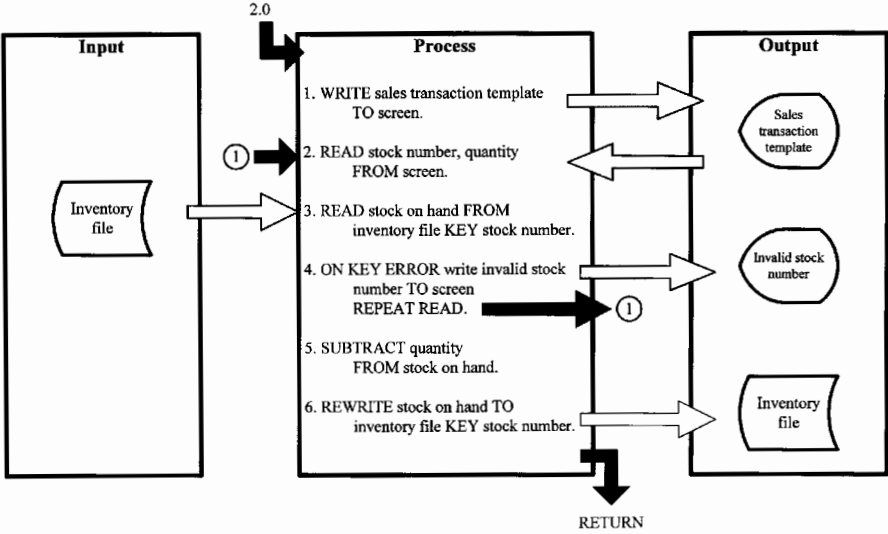 2.0
Input
Process
Output
1. WRITE sales transaction template
TO screen.
Sales
transaction
template
1
2. READ stock number, quantity
FROM screen.
Inventory
file
3. READ stock on hand FROM
inventory file KEY stock number.
4. ON KEY ERROR write invalid stock
number TO screen
REPEAT READ.
1
Invalid stock
number
5. SUBTRACT quantity
FROM stock on hand.
6. REWRITE stock on hand TO
inventory file KEY stock number.
Inventory
file
RETURN